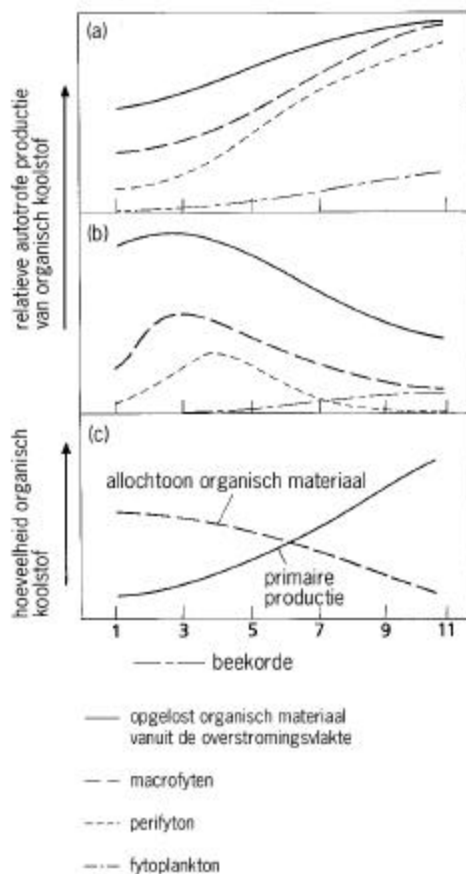 (a)
relatieve autotrofe productie
van organisch koolstof
(b)
(c)
hoeveelheid organisch
koolstof
allochtoon organisch materiaal
primaire
productie
1 3 5 7 9 11
beekorde
opgelost organisch materiaal
vanuit de overstromingsvlakte
macrofyten
perifyton
fytoplankton